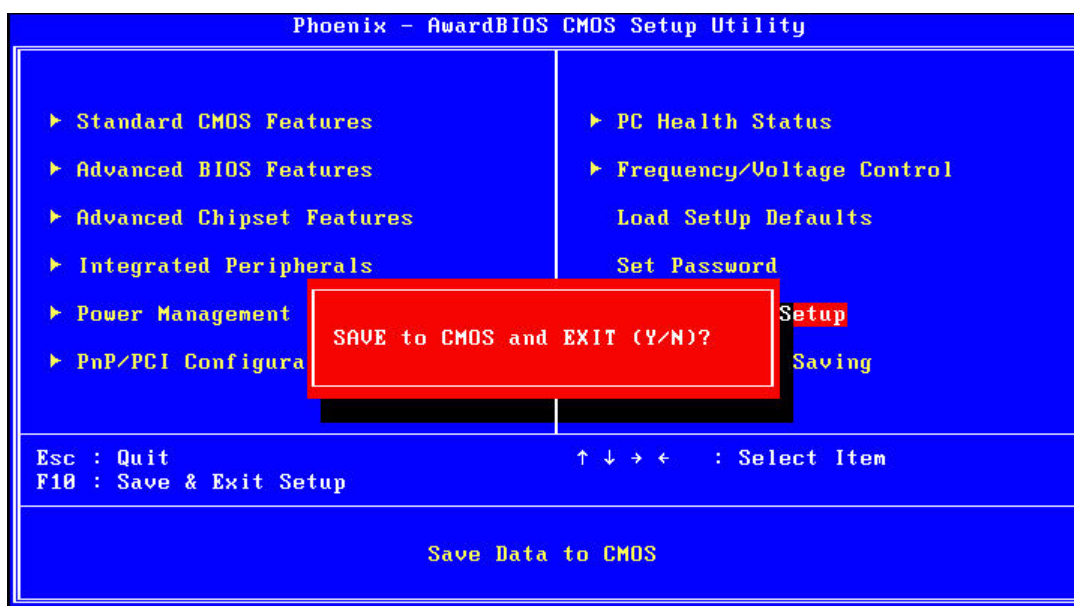 Phoenix - AwardBIOS CMOS Setup Utility
Standard CMOS Features
Advanced BIOS Features
Advanced Chipset Features
Integrated Peripherals
Power Management
PnP/PCI Configura
PC Health Status
Frequency/Voltage Control
Load SetUp Defaults
Set Password
Setup
Saving
SAVE to CMOS and EXIT (Y/N)?
Esc : Quit
F10 : Save & Exit Setup
↑ ↓ → ← : Select Item
Save Data to CMOS